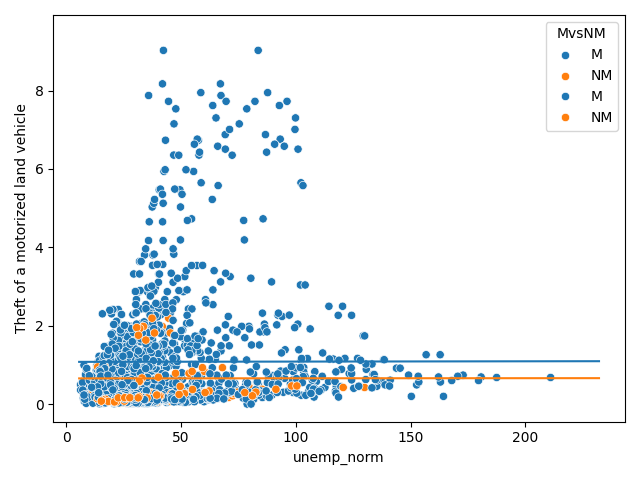 MvsNM
M
NM
M
NM
Theft of a motorized land vehicle
8
6
4
2
0
0 50 100 150 200
unemp_norm